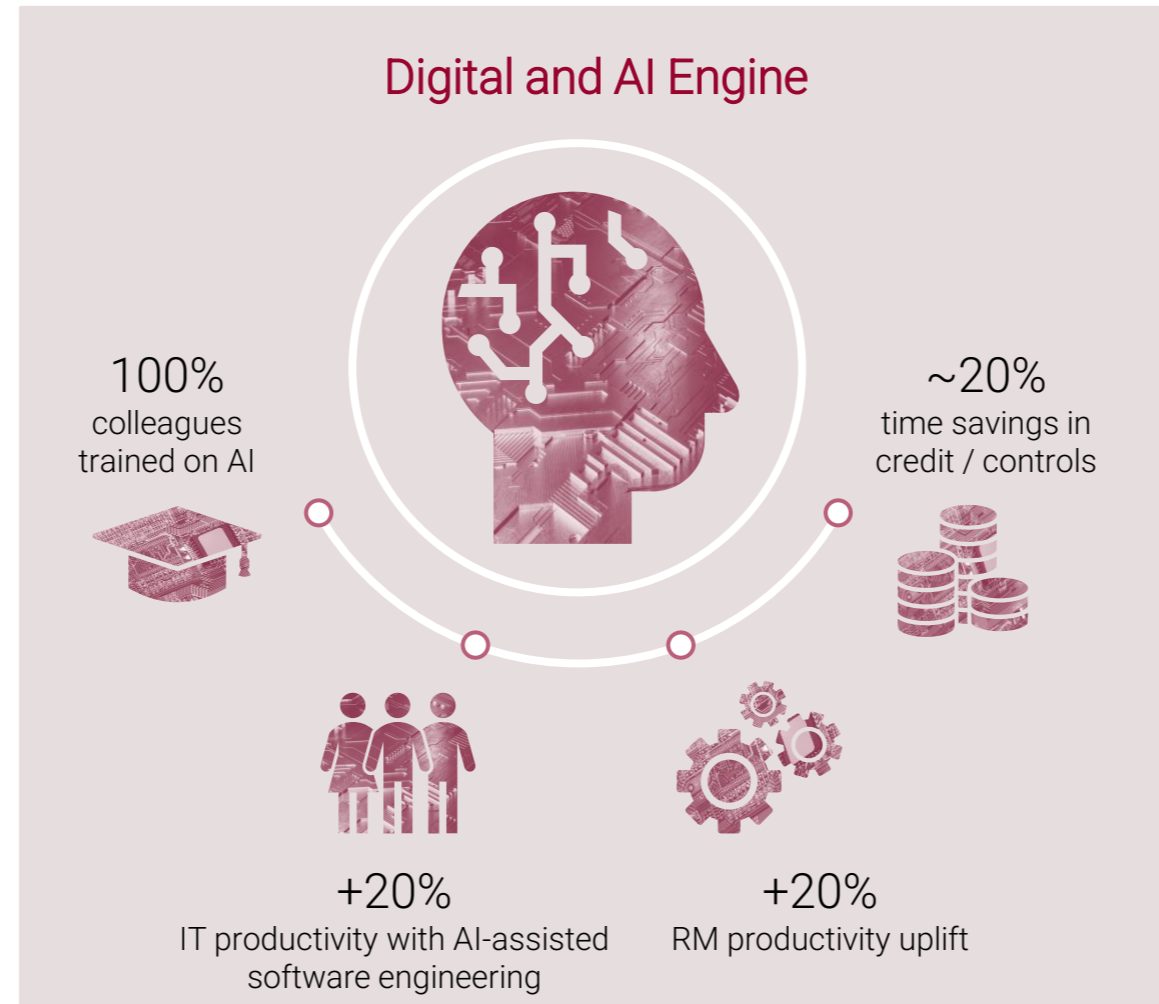 Digital and AI Engine
100%
colleagues
trained on AI
~20%
time savings in
credit / controls
+20%
IT productivity with AI-assisted
software engineering
+20%
RM productivity uplift